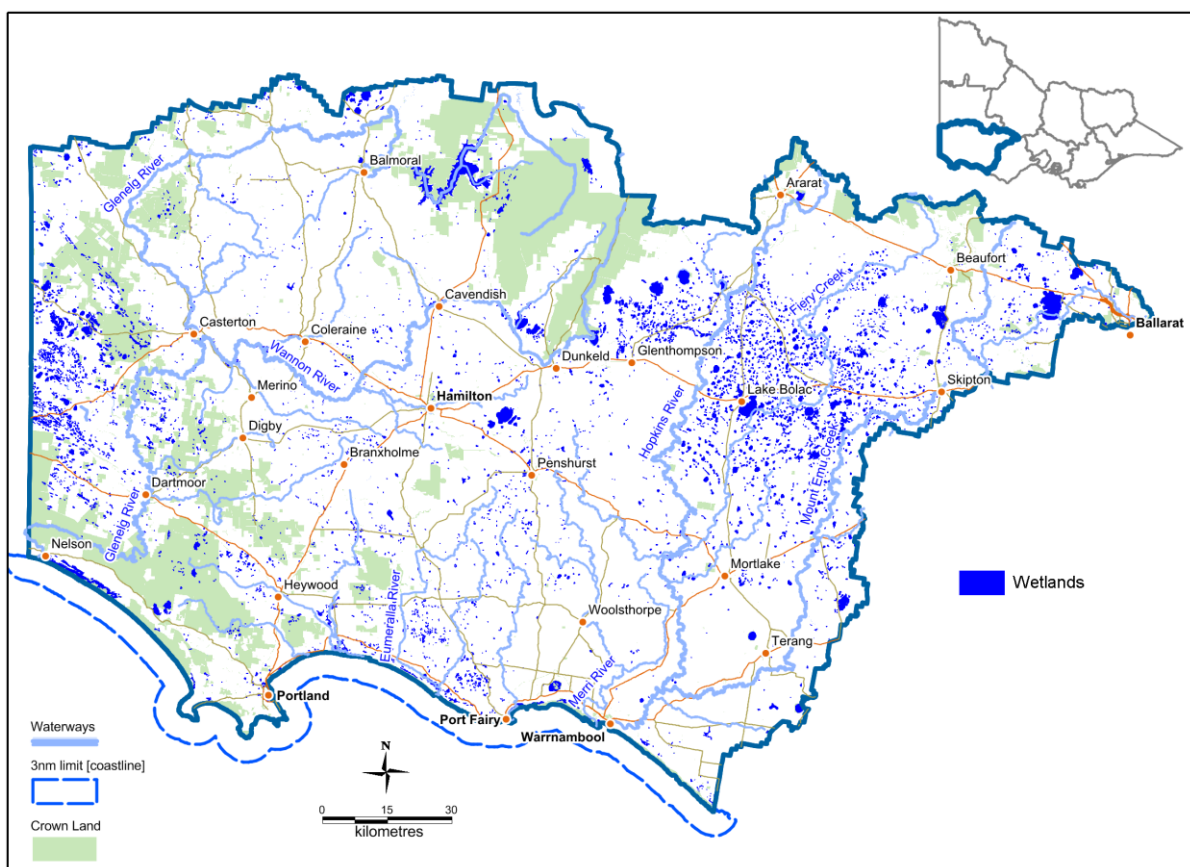 Glenelg River
Balmoral
Ararat
Beaufort
Fiery Creek
Cavendish
Casterton
Coleraine
Wannon River
Dunkeld
Glenthompson
Ballarat
Merino
Hamilton
Lake Bolac
Skipton
Digby
Branxholme
Hopkins River
Mount Emu Creek
Penshurst
Dartmoor
Glenelg River
Nelson
Heywood
Eumeralla River
Mortlake
Wetlands
Woolsthorpe
Terang
Merri River
Portland
Port Fairy
Warrnambool
Waterways
3nm limit [coastline]
Crown Land
N
0 15 30
kilometres